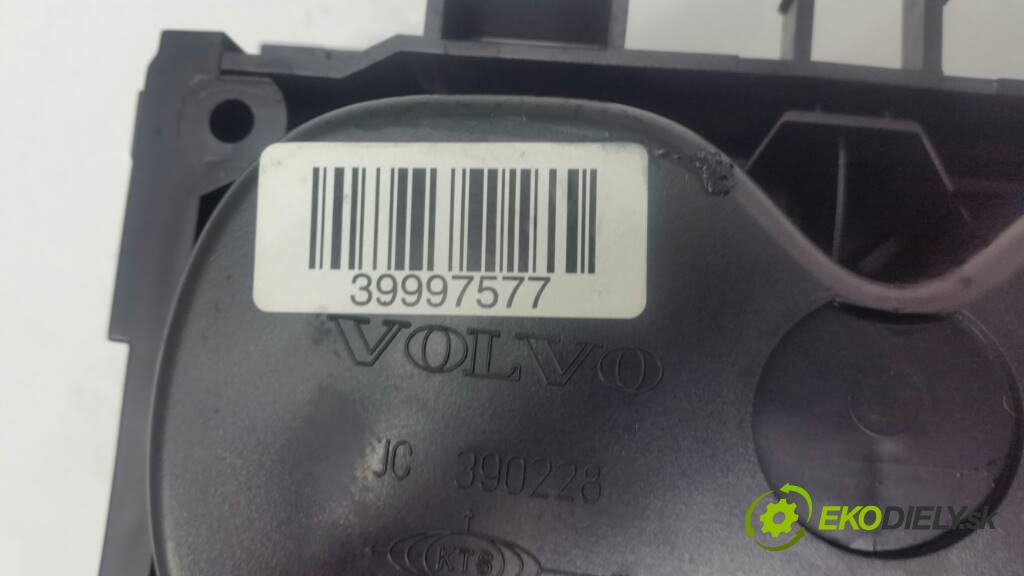 39997577
VOLVO
JC 390228
KTS
EKODIELY.sk